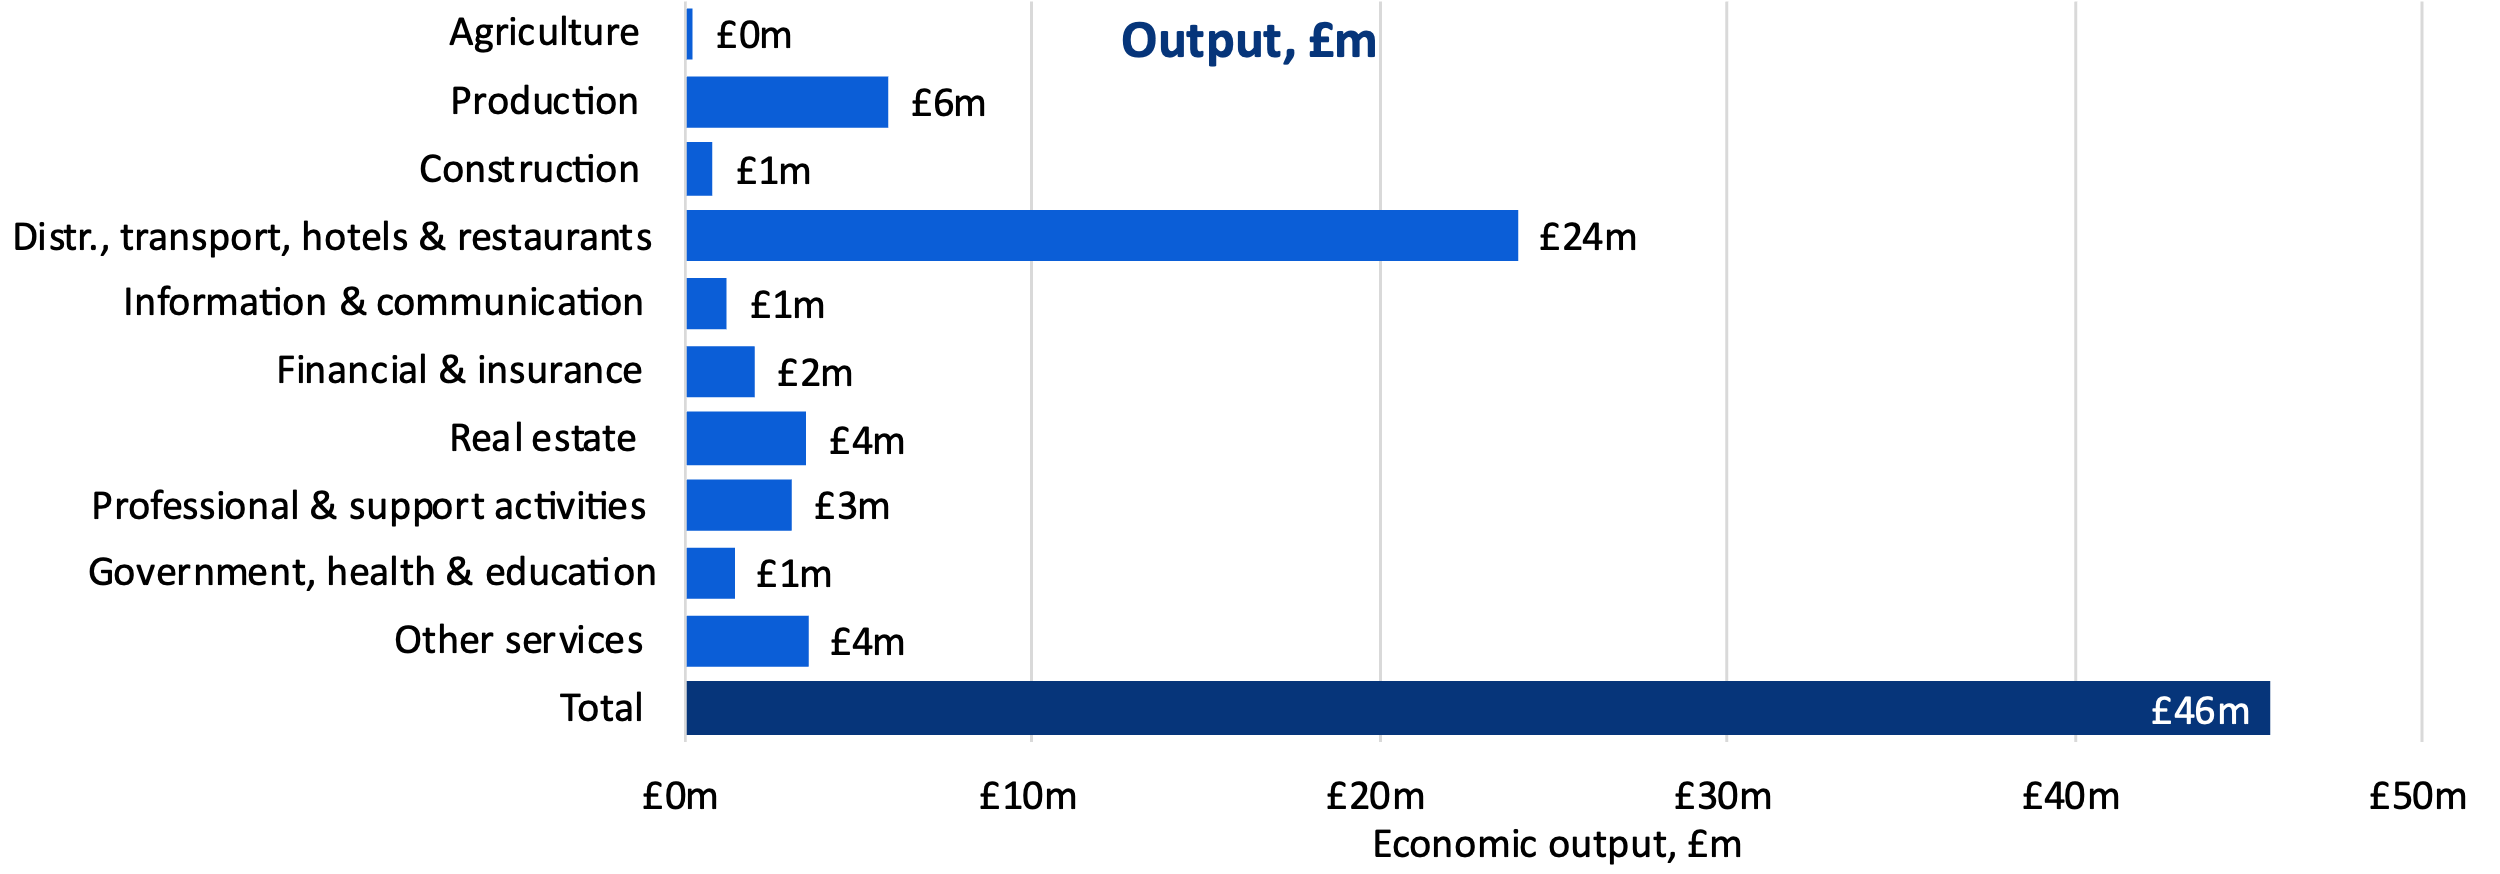 Output, £m
Agriculture £0m
Production £6m
Construction £1m
Distr., transport, hotels & restaurants £24m
Information & communication £1m
Financial & insurance £2m
Real estate £4m
Professional & support activities £3m
Government, health & education £1m
Other services £4m
Total £46m
£0m £10m £20m £30m £40m £50m
Economic output, £m